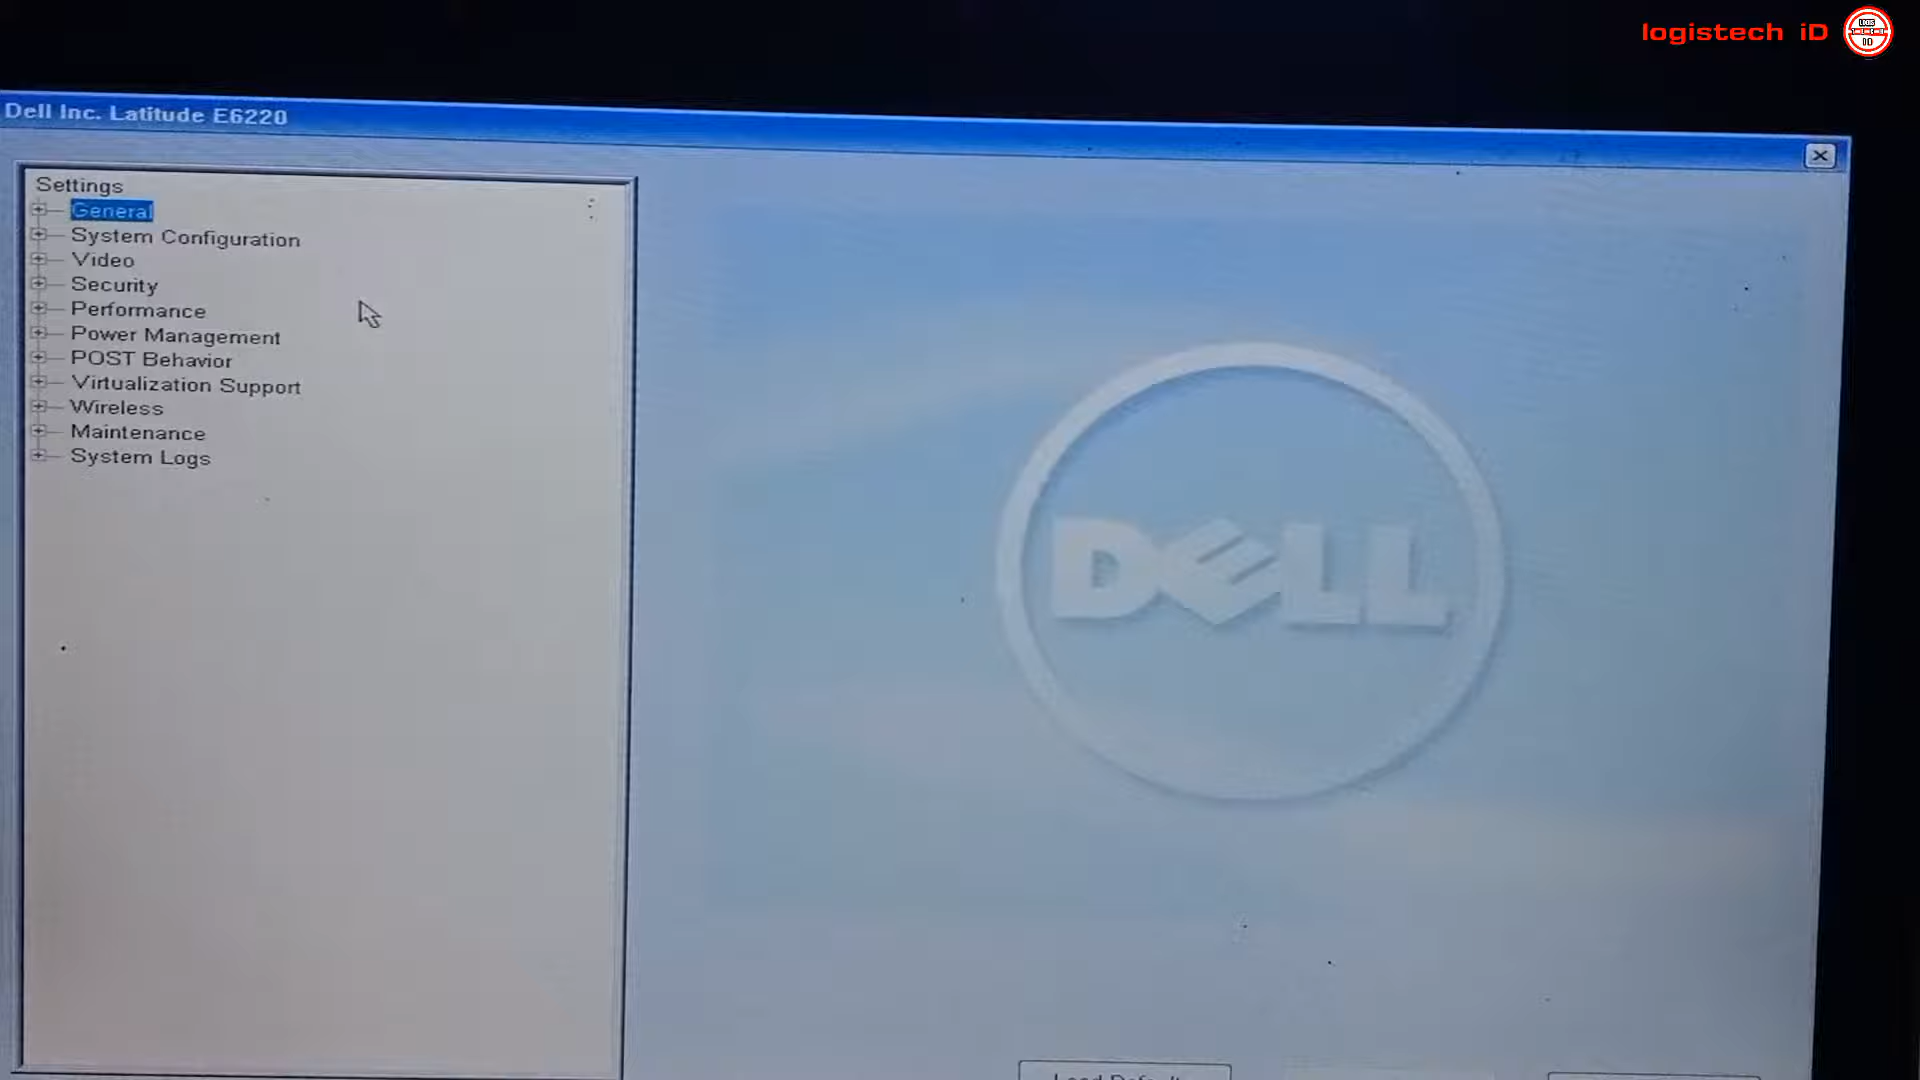 logistech iD
Dell Inc. Latitude E6220
Settings
General
System Configuration
Video
Security
Performance
Power Management
POST Behavior
Virtualization Support
Wireless
Maintenance
System Logs
DELL